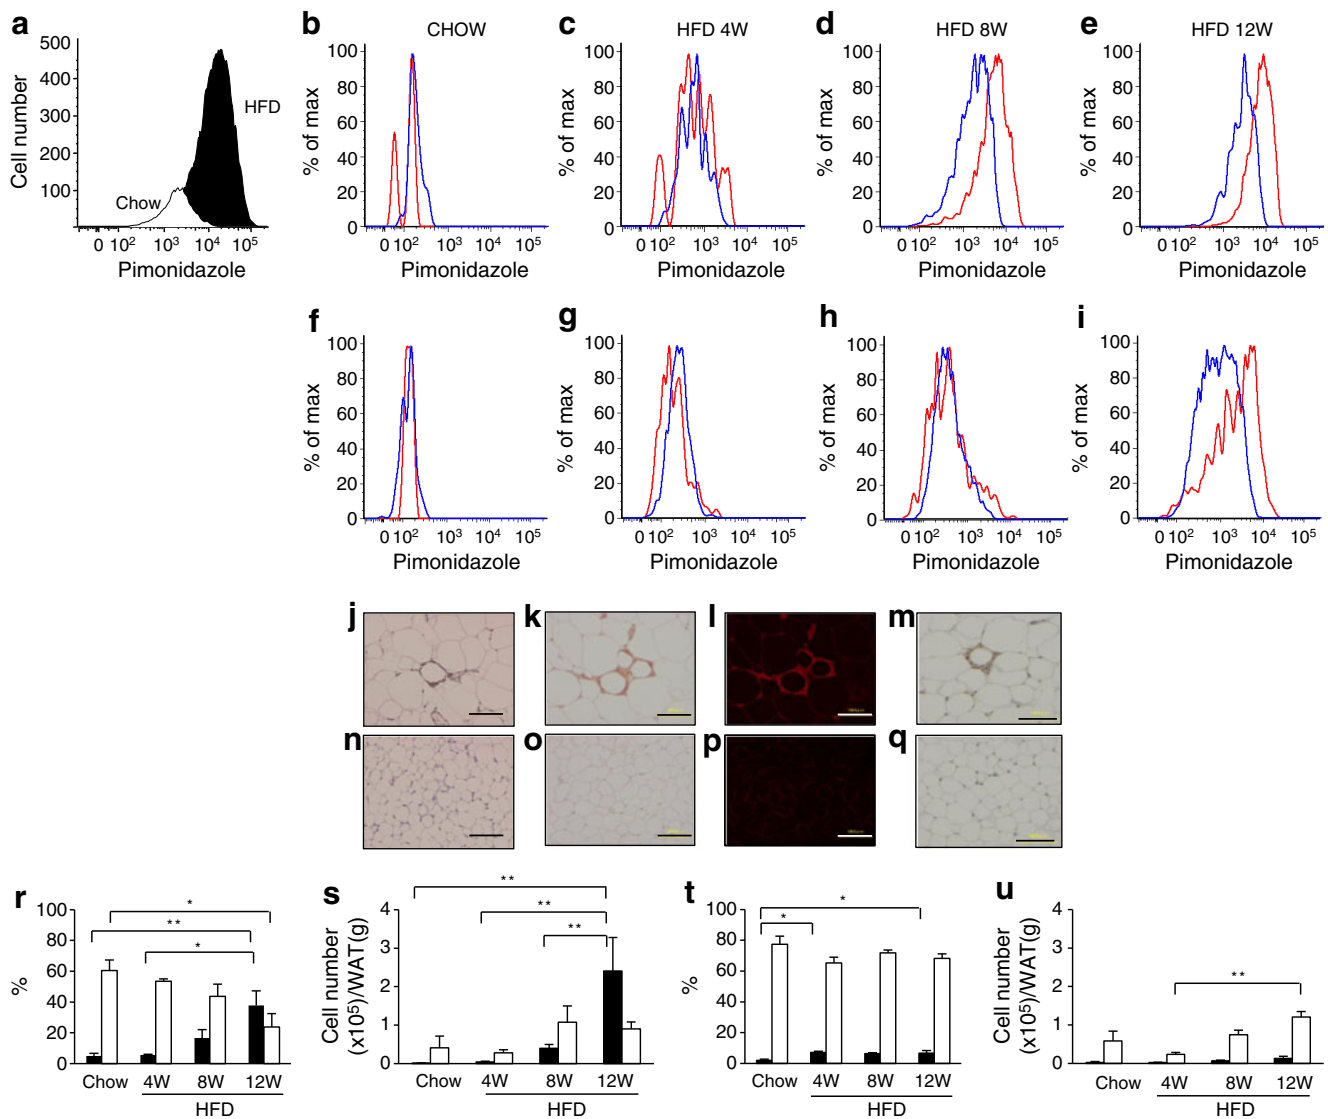 a
500
400
300
200
100
0
Cell number
HFD
Chow
0 10² 10³ 10⁴ 10⁵
Pimonidazole
b
CHOW
100
80
60
40
20
0
% of max
0 10² 10³ 10⁴ 10⁵
Pimonidazole
c
HFD 4W
100
80
60
40
20
0
% of max
0 10² 10³ 10⁴ 10⁵
Pimonidazole
d
HFD 8W
100
80
60
40
20
0
% of max
0 10² 10³ 10⁴ 10⁵
Pimonidazole
e
HFD 12W
100
80
60
40
20
0
% of max
0 10² 10³ 10⁴ 10⁵
Pimonidazole
f
100
80
60
40
20
0
% of max
0 10² 10³ 10⁴ 10⁵
Pimonidazole
g
100
80
60
40
20
0
% of max
0 10² 10³ 10⁴ 10⁵
Pimonidazole
h
100
80
60
40
20
0
% of max
0 10² 10³ 10⁴ 10⁵
Pimonidazole
i
100
80
60
40
20
0
% of max
0 10² 10³ 10⁴ 10⁵
Pimonidazole
j
k
l
m
n
o
p
q
r
100
80
60
40
20
0
%
*
**
*
Chow 4W 8W 12W
HFD
s
4
3
2
1
0
Cell number
(x10⁵)/WAT(g)
**
**
**
Chow 4W 8W 12W
HFD
t
100
80
60
40
20
0
%
*
*
Chow 4W 8W 12W
HFD
u
4
3
2
1
0
Cell number
(x10⁵)/WAT(g)
**
Chow 4W 8W 12W
HFD